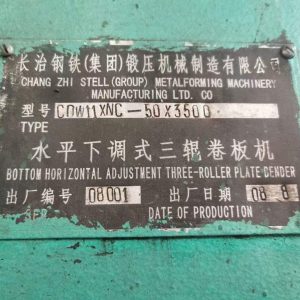 长治钢铁(集团)锻压机械制造有限公司
CHANG ZHI STELL (GROUP) METALFORMING MACHINERY
MANUFACTURING LTD. CO
型号 CDW11XNC-50X3500
TYPE
水平下调式三辊卷板机
BOTTOM HORIZONTAL ADJUSTMENT THREE-ROLLER PLATE CENDER
出厂编号 08001 出厂日期 08 8
DATE OF PRODUCTION